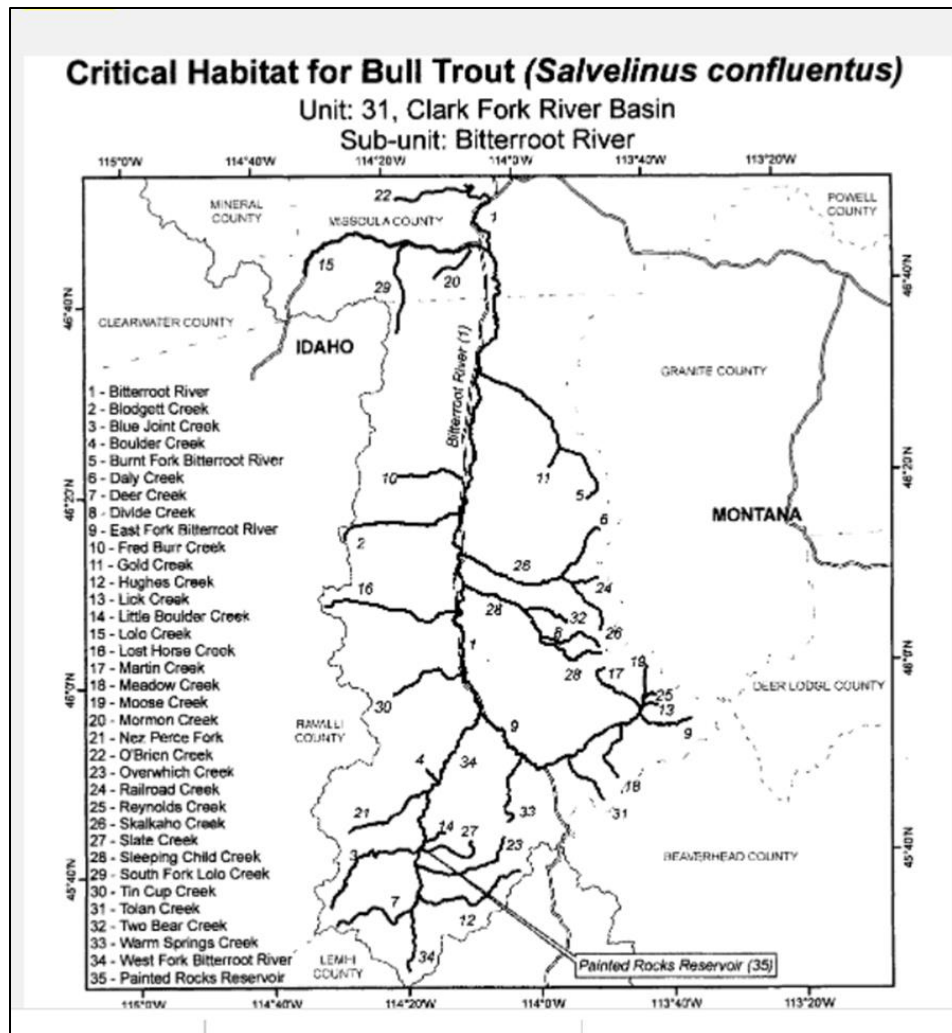 Critical Habitat for Bull Trout (Salvelinus confluentus)
Unit: 31, Clark Fork River Basin
Sub-unit: Bitterroot River
115°0'W 114°40'W 114°20'W 114°0'W 113°40'W 113°20'W
MINERAL COUNTY
MISSOULA COUNTY
POWELL COUNTY
22
1
15
29
20
46°40'N
46°40'N
CLEARWATER COUNTY
IDAHO
Bitterroot River (1)
GRANITE COUNTY
1 - Bitterroot River
2 - Blodgett Creek
3 - Blue Joint Creek
4 - Boulder Creek
5 - Burnt Fork Bitterroot River
6 - Daly Creek
7 - Deer Creek
8 - Divide Creek
9 - East Fork Bitterroot River
10 - Fred Burr Creek
11 - Gold Creek
12 - Hughes Creek
13 - Lick Creek
14 - Little Boulder Creek
15 - Lolo Creek
16 - Lost Horse Creek
17 - Martin Creek
18 - Meadow Creek
19 - Moose Creek
20 - Mormon Creek
21 - Nez Perce Fork
22 - O'Brien Creek
23 - Overwhich Creek
24 - Railroad Creek
25 - Reynolds Creek
26 - Skalkaho Creek
27 - Slate Creek
28 - Sleeping Child Creek
29 - South Fork Lolo Creek
30 - Tin Cup Creek
31 - Tolan Creek
32 - Two Bear Creek
33 - Warm Springs Creek
34 - West Fork Bitterroot River
35 - Painted Rocks Reservoir
46°20'N
46°20'N
10
11
5
MONTANA
2
6
26
24
16
28
32
8
26
1
28
17
19
46°0'N
46°0'N
25
13
DEER LODGE COUNTY
30
RAVALLI COUNTY
9
9
4
34
18
21
33
31
14
27
23
3
BEAVERHEAD COUNTY
45°40'N
45°40'N
7
12
34
LEMHI COUNTY
Painted Rocks Reservoir (35)
115°0'W 114°40'W 114°20'W 114°0'W 113°40'W 113°20'W